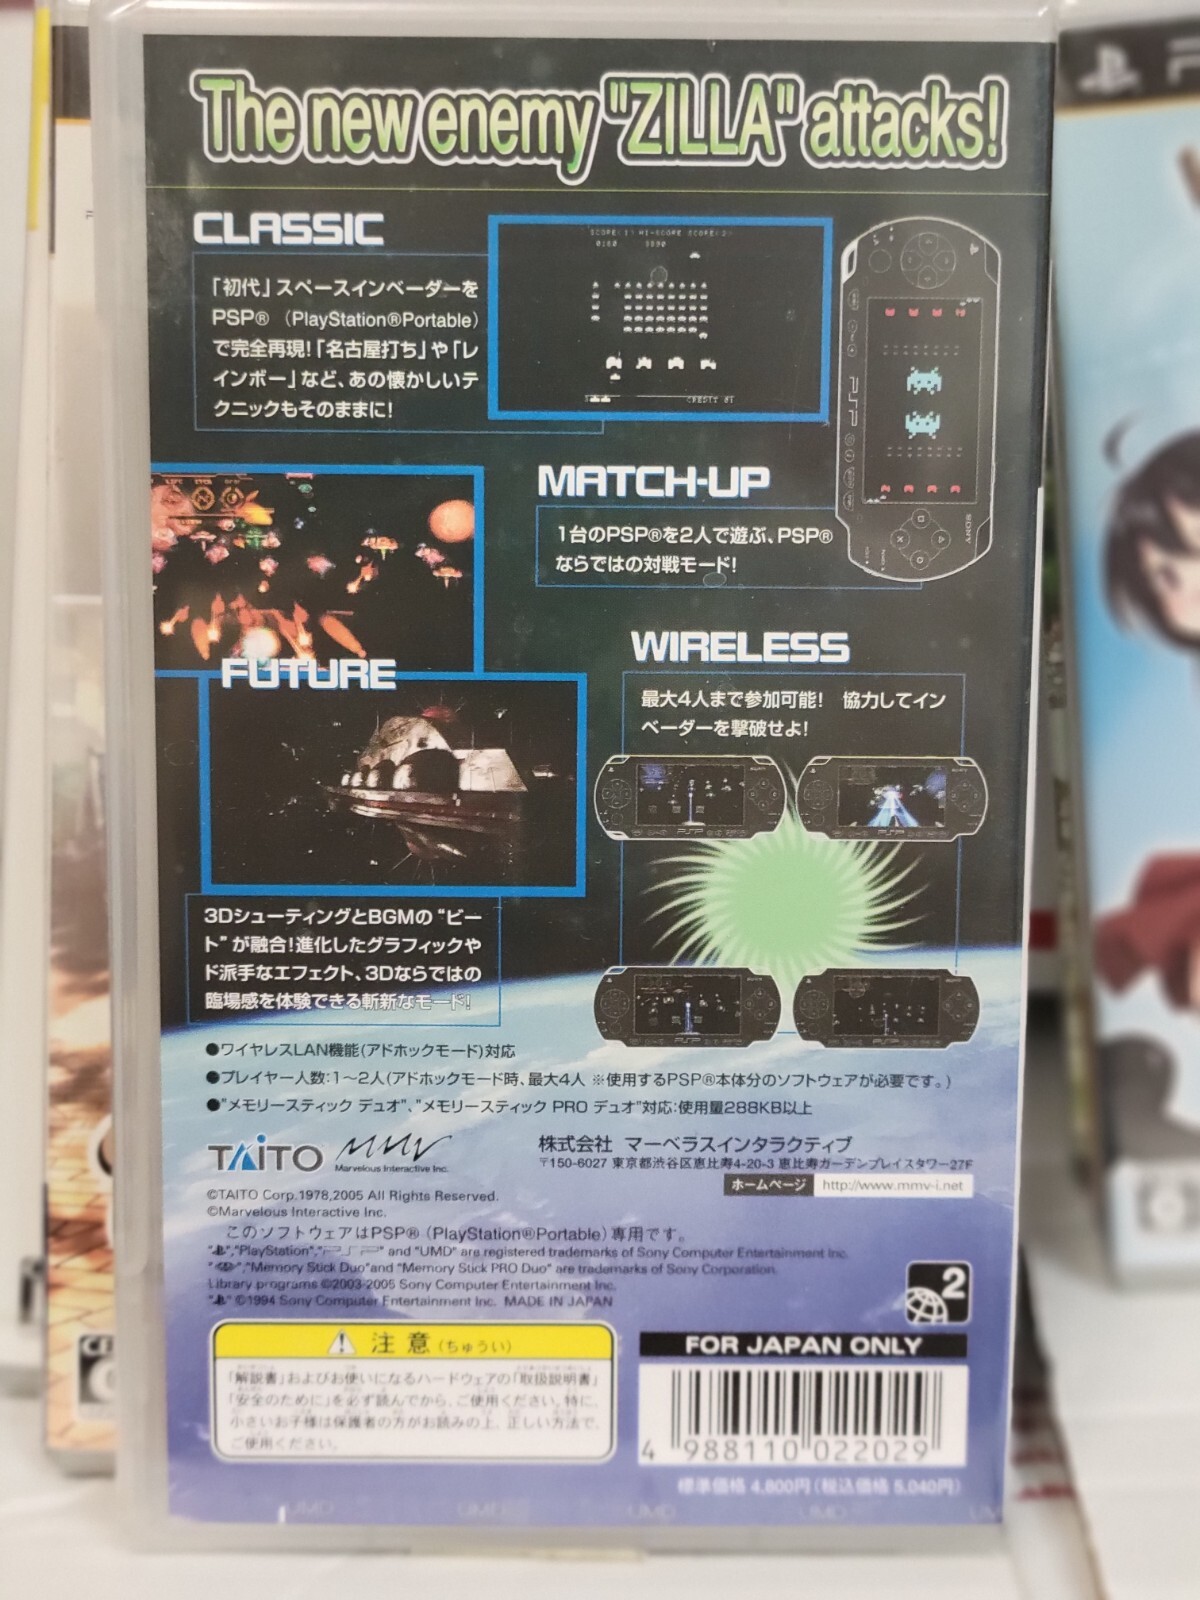 The new enemy "ZILLA" attacks!
CLASSIC
「初代」スペースインベーダーを
PSP®（PlayStation®Portable）
で完全再現!「名古屋打ち」や「レ
インボー」など、あの懐かしいテ
クニックもそのままに!
SCORE(1) HI-SCORE SCORE(2)
CREDIT 01
MATCH-UP
1台のPSP®を2人で遊ぶ、PSP®
ならではの対戦モード!
PSP
SONY
FUTURE
WIRELESS
最大4人まで参加可能! 協力してイン
ベーダーを撃破せよ!
3DシューティングとBGMの“ビー
ト”が融合!進化したグラフィックや
ド派手なエフェクト、3Dならではの
臨場感を体験できる斬新なモード!
●ワイヤレスLAN機能(アドホックモード)対応
●プレイヤー人数:1～2人(アドホックモード時、最大4人 ※使用するPSP®本体分のソフトウェアが必要です。)
●"メモリースティック デュオ"、"メモリースティック PRO デュオ"対応:使用量288KB以上
TAITO
MMV
Marvelous Interactive Inc.
株式会社 マーベラスインタラクティブ
〒150-6027 東京都渋谷区恵比寿4-20-3 恵比寿ガーデンプレイスタワー27F
ホームページ http://www.mmv-i.net
©TAITO Corp.1978,2005 All Rights Reserved.
©Marvelous Interactive Inc.
このソフトウェアはPSP®（PlayStation®Portable）専用です。
"","PlayStation","PSP" and "UMD" are registered trademarks of Sony Computer Entertainment Inc.
"","Memory Stick Duo"and "Memory Stick PRO Duo" are trademarks of Sony Corporation.
Library programs ©2003-2005 Sony Computer Entertainment Inc.
"" ©1994 Sony Computer Entertainment Inc. MADE IN JAPAN
2
注意(ちゅうい)
「解説書」およびお使いになるハードウェアの「取扱説明書」
「安全のために」を必ず読んでから、ご使用ください。特に、
小さいお子様は保護者の方がお読みの上、正しい方法で、
ご使用ください。
FOR JAPAN ONLY
4 988110 022029
標準価格 4,800円（税込価格 5,040円）
UMD UMD UMD UMD